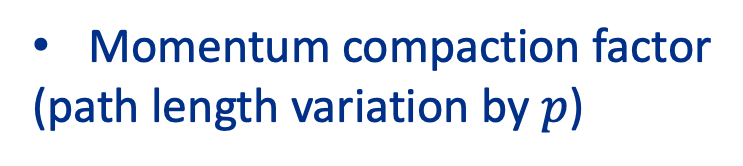 • Momentum compaction factor
(path length variation by 𝑝)